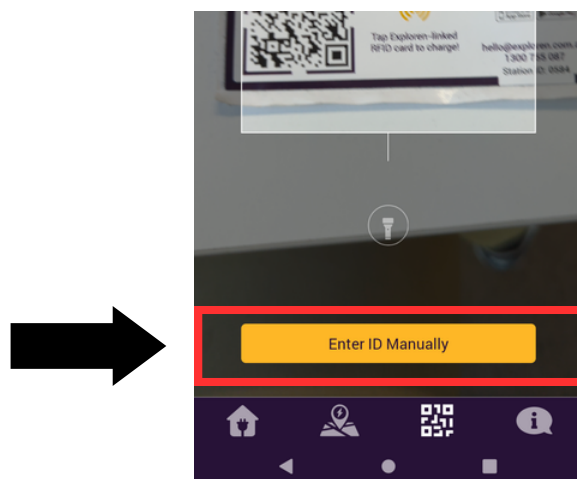 Tap Exploren-linked
RFID card to charge!
hello@exploren.com.
1300 755 087
Station ID: 0584
Enter ID Manually